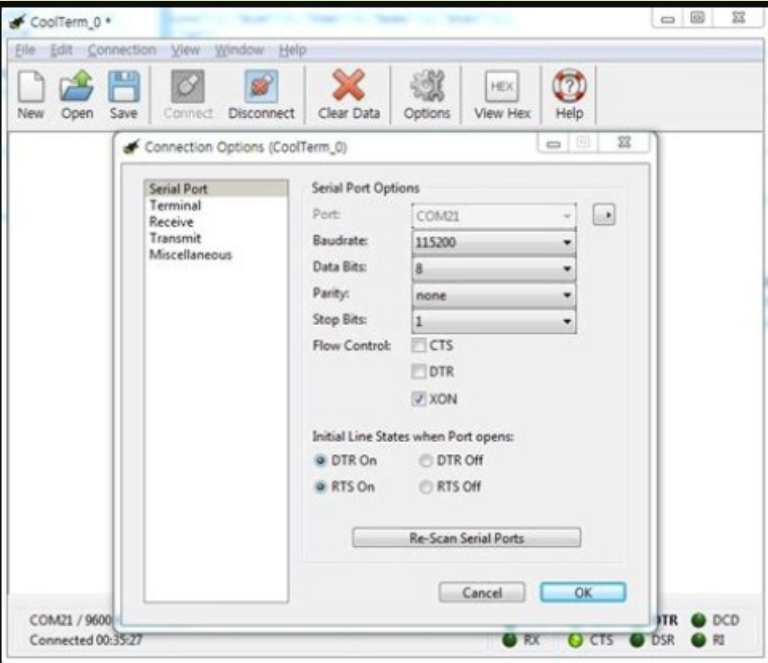 CoolTerm_0 *
File Edit Connection View Window Help
HEX
New Open Save Connect Disconnect Clear Data Options View Hex Help
Connection Options (CoolTerm_0)
Serial Port
Terminal
Receive
Transmit
Miscellaneous
Serial Port Options
Port: COM21
Baudrate: 115200
Data Bits: 8
Parity: none
Stop Bits: 1
Flow Control: CTS
DTR
XON
Initial Line States when Port opens:
DTR On DTR Off
RTS On RTS Off
Re-Scan Serial Ports
Cancel OK
COM21 / 9600 DTR DCD
Connected 00:35:27 RX CTS DSR RI